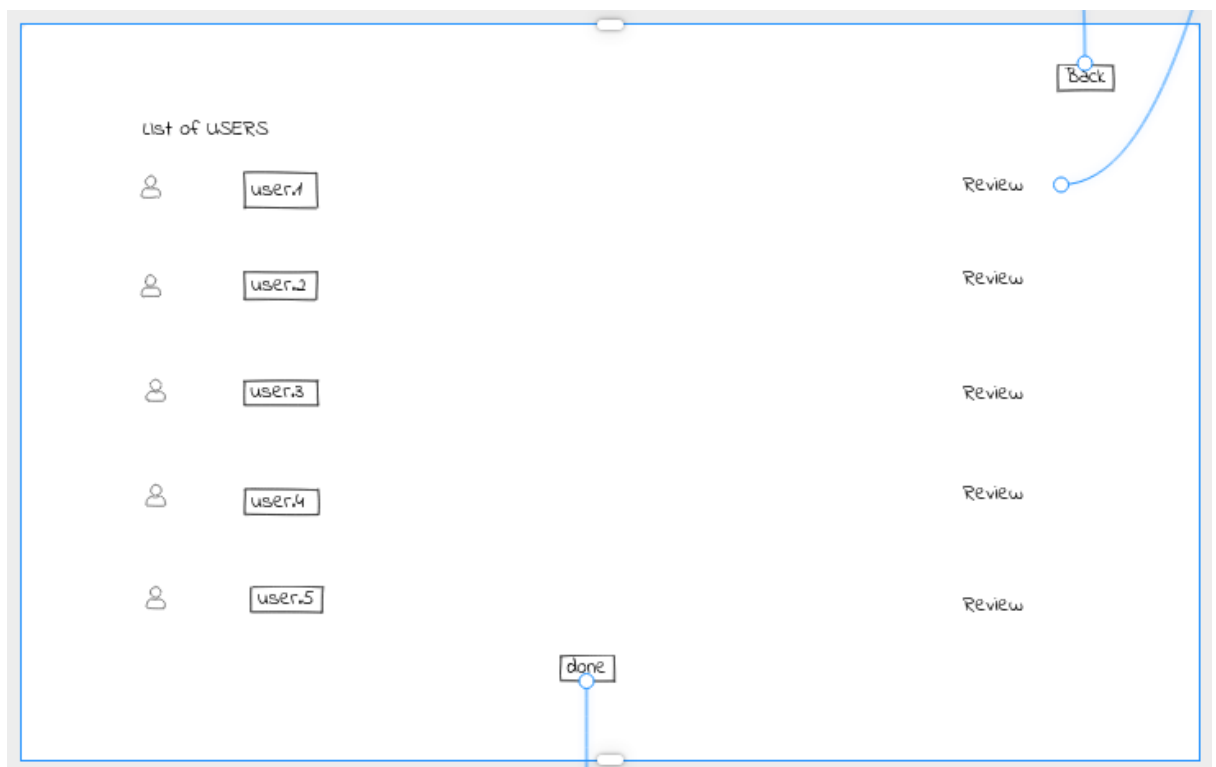 Back
List of USERS
user.1 Review
user.2 Review
user.3 Review
user.4 Review
user.5 Review
done